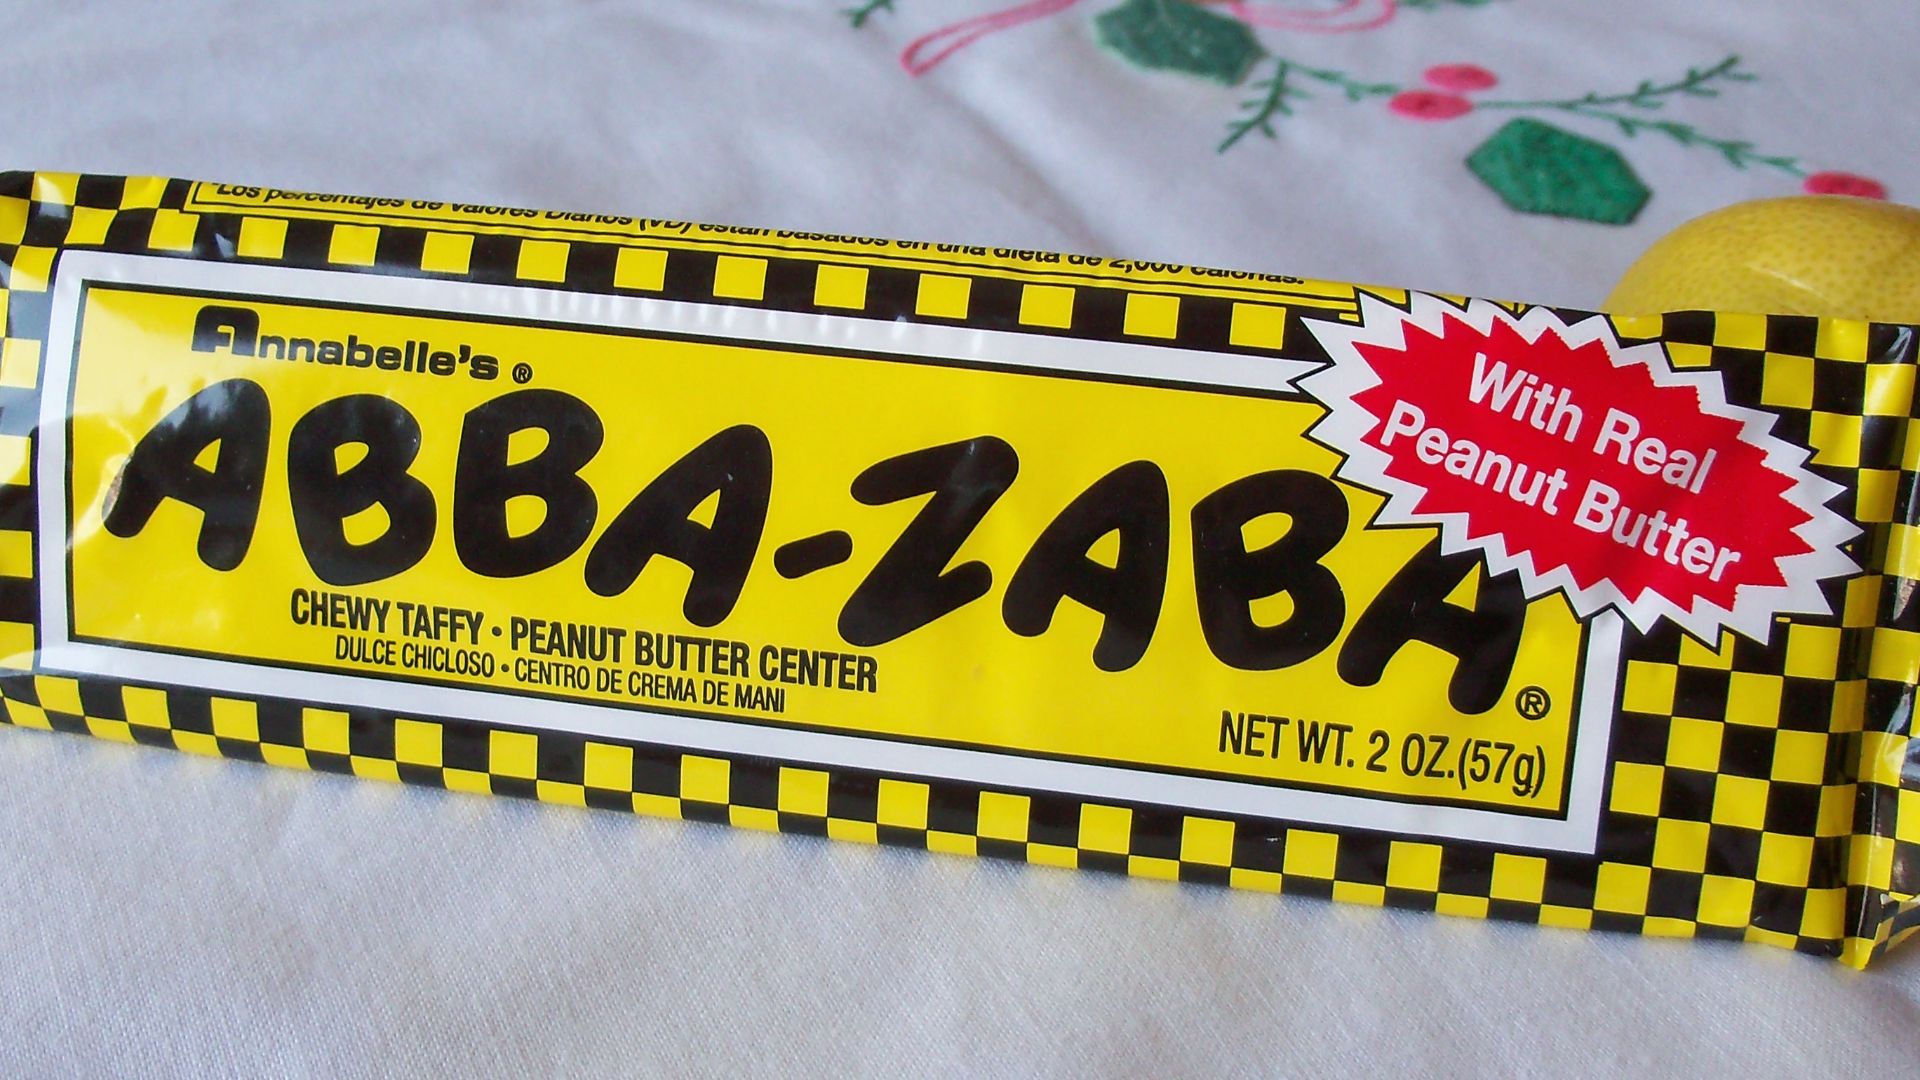 *Los porcentajes de Valores Diarios (VD) están basados en una dieta de 2,000 calorías.
Annabelle's ®
ABBA-ZABA ®
With Real
Peanut Butter
CHEWY TAFFY • PEANUT BUTTER CENTER
DULCE CHICLOSO • CENTRO DE CREMA DE MANI
NET WT. 2 OZ.(57g)